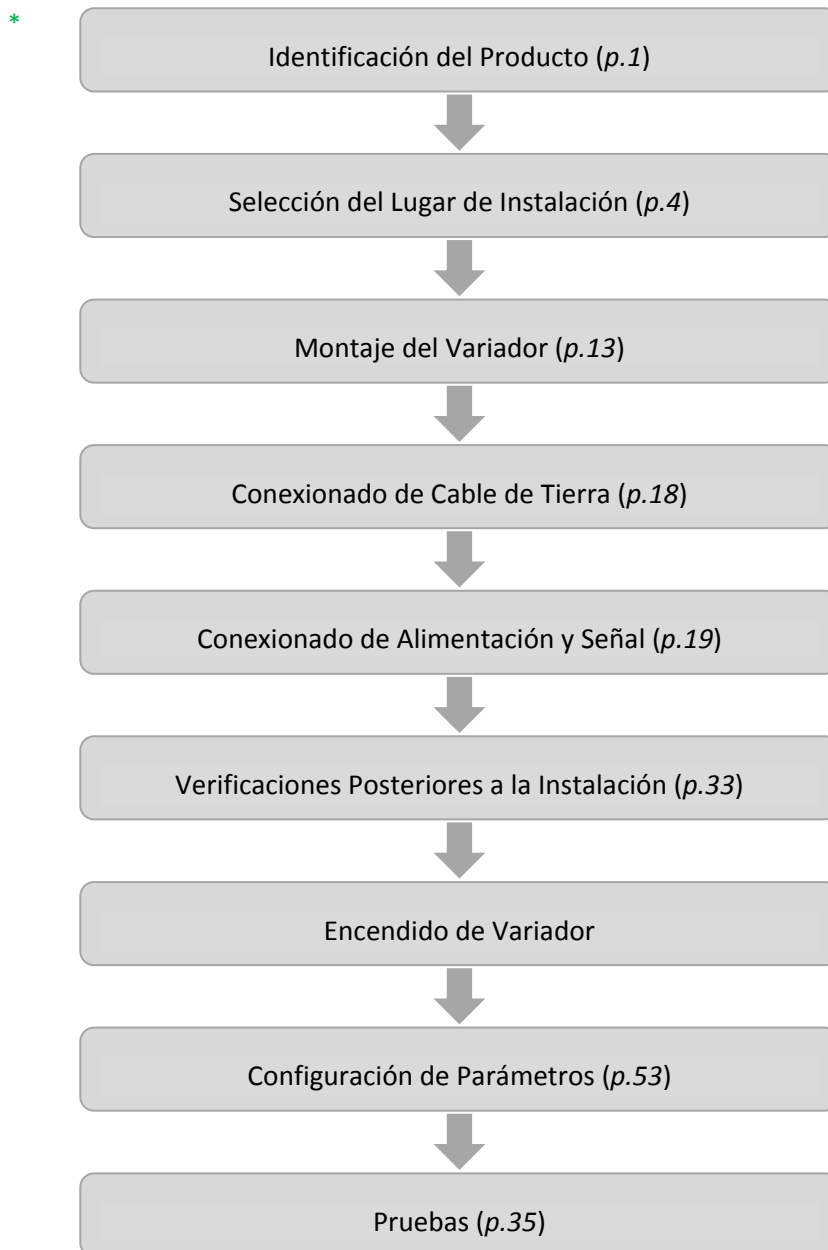 *
Identificación del Producto (p.1)
Selección del Lugar de Instalación (p.4)
Montaje del Variador (p.13)
Conexionado de Cable de Tierra (p.18)
Conexionado de Alimentación y Señal (p.19)
Verificaciones Posteriores a la Instalación (p.33)
Encendido de Variador
Configuración de Parámetros (p.53)
Pruebas (p.35)